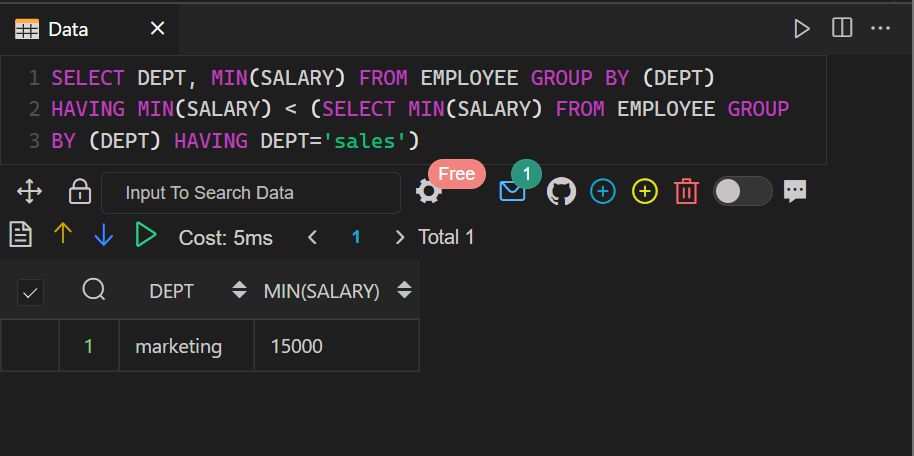 Data
1 SELECT DEPT, MIN(SALARY) FROM EMPLOYEE GROUP BY (DEPT)
2 HAVING MIN(SALARY) < (SELECT MIN(SALARY) FROM EMPLOYEE GROUP
3 BY (DEPT) HAVING DEPT='sales')
Input To Search Data Free 1
Cost: 5ms 1 Total 1
DEPT MIN(SALARY)
1 marketing 15000